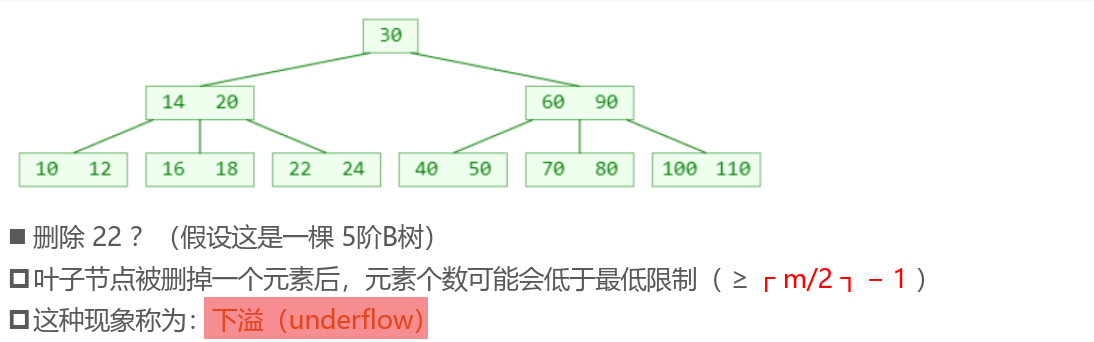 30
14 20 60 90
10 12 16 18 22 24 40 50 70 80 100 110
■ 删除 22 ？（假设这是一棵 5阶B树）
叶子节点被删掉一个元素后，元素个数可能会低于最低限制（ ≥ ┌ m/2 ┐ − 1 ）
这种现象称为：下溢（underflow）